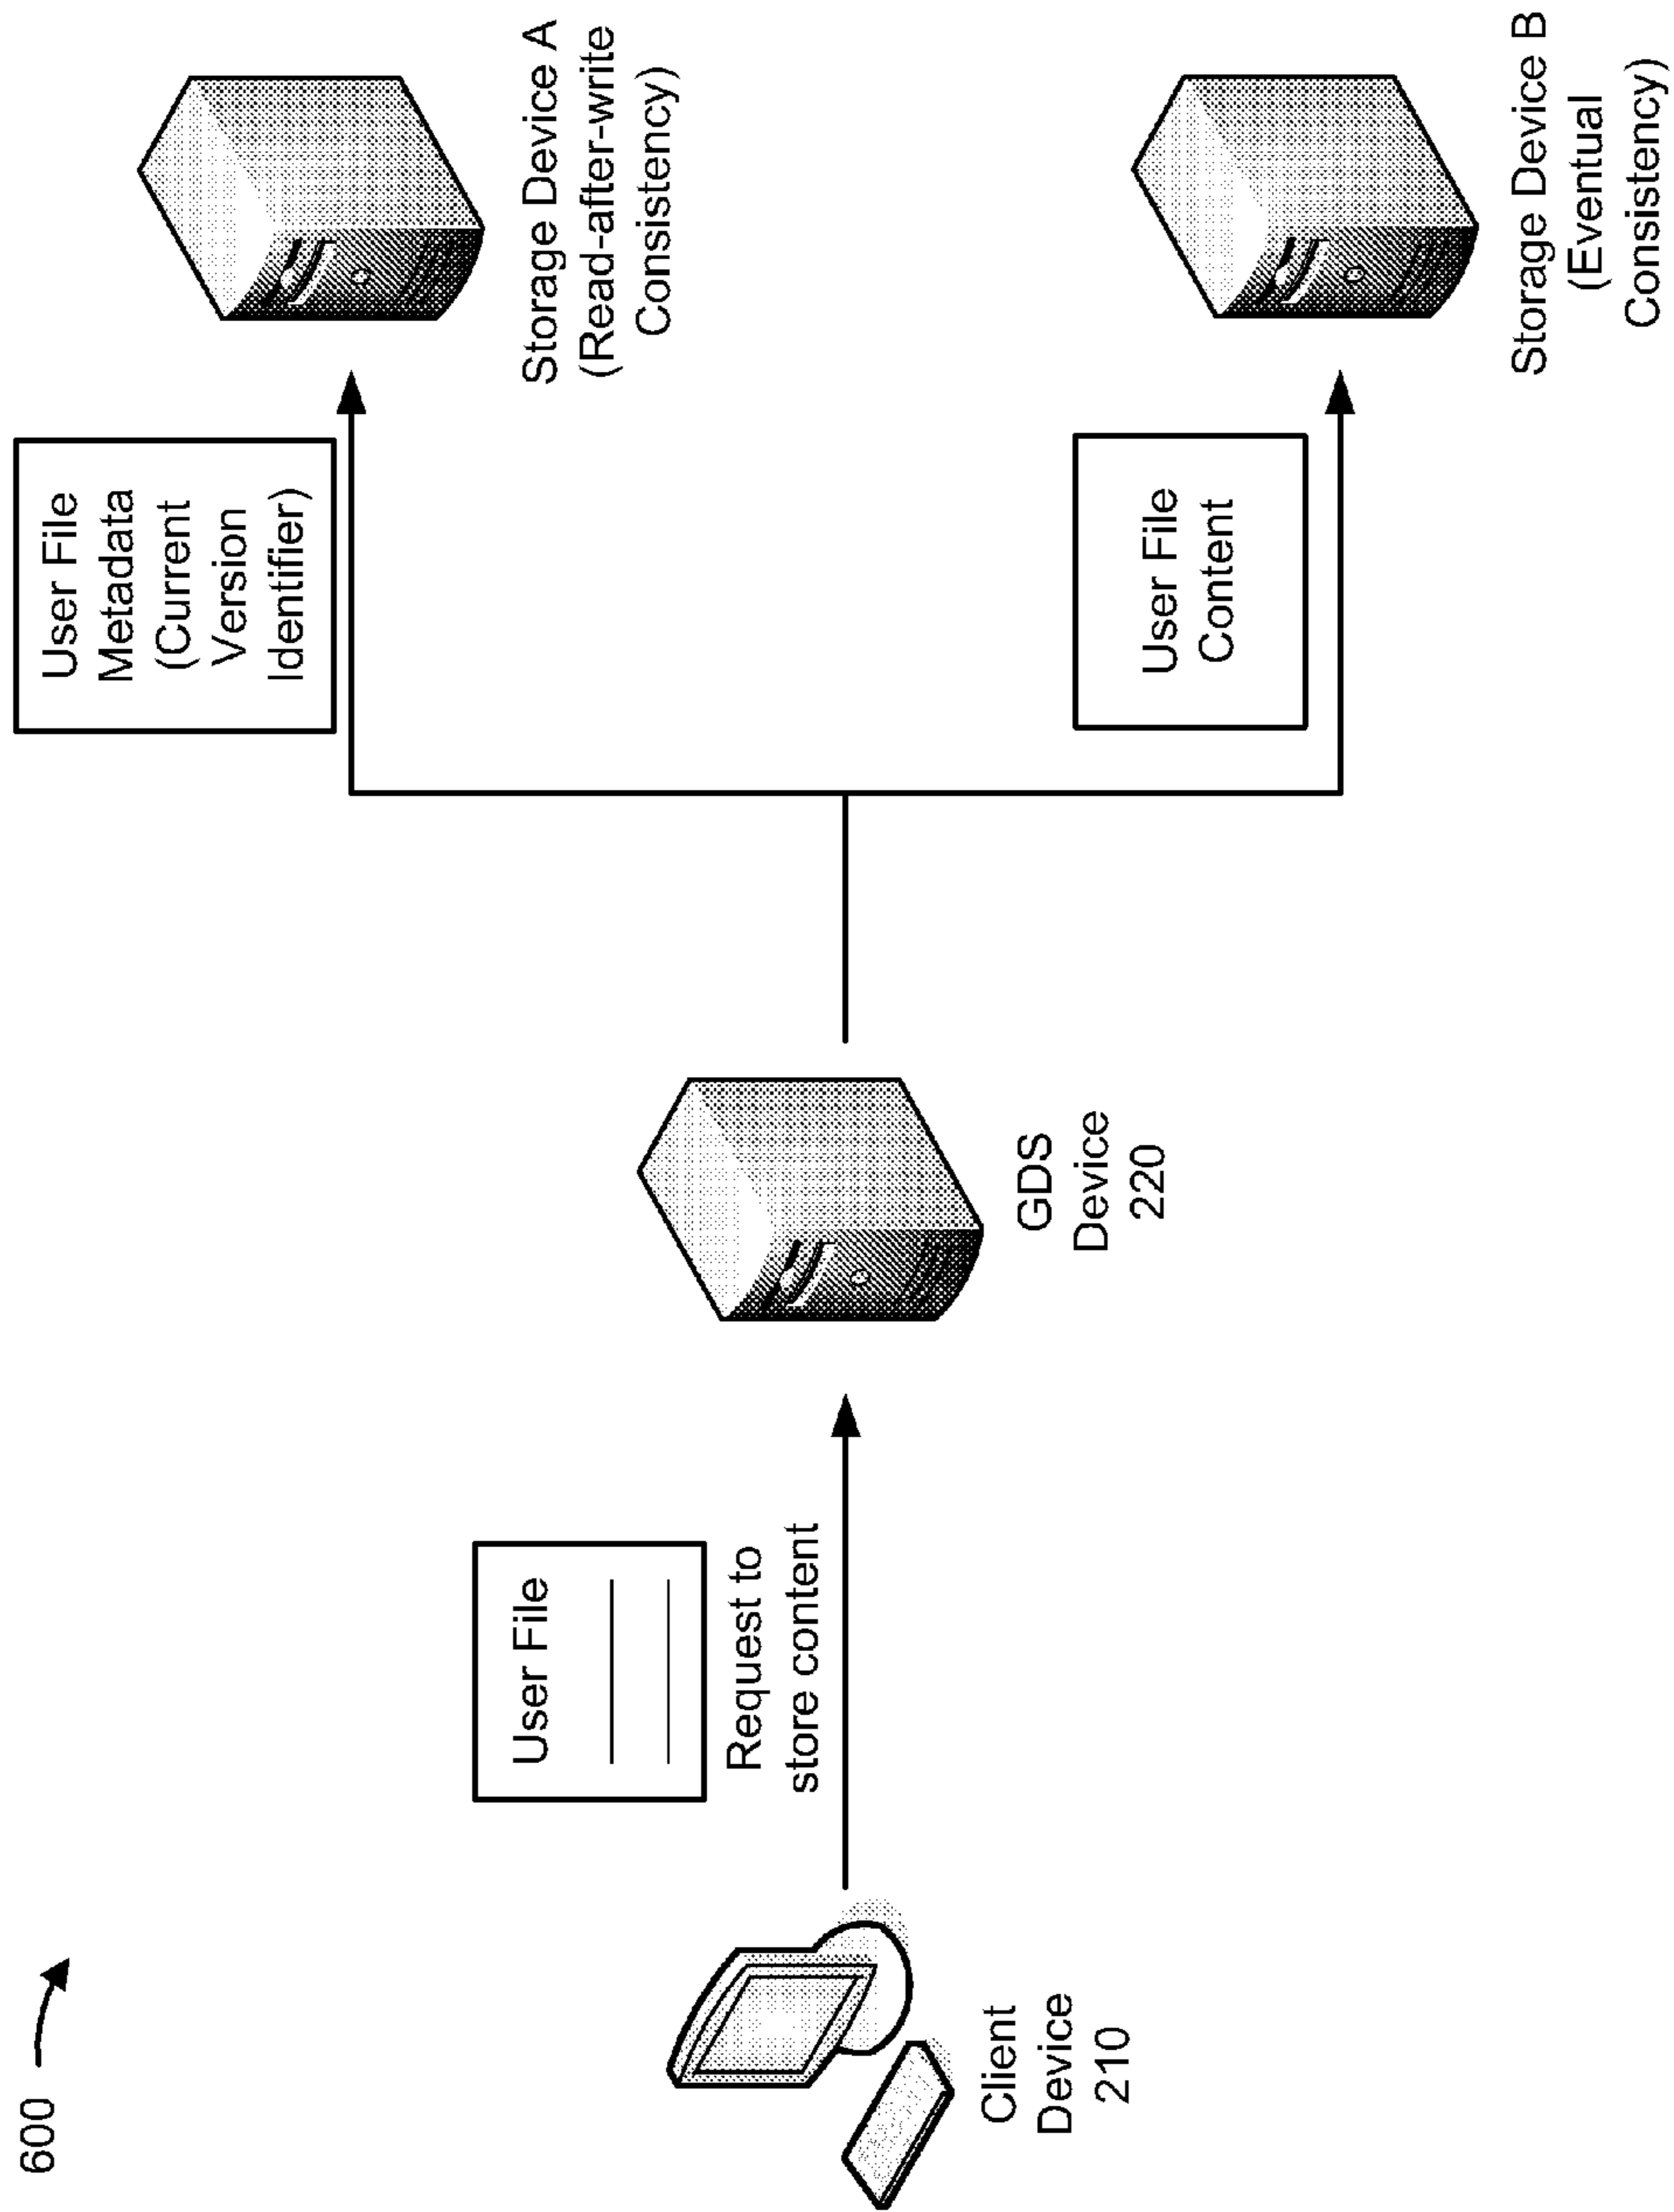 600
Client
Device
210
User File
Request to
store content
GDS
Device
220
User File
Metadata
(Current
Version
Identifier)
Storage Device A
(Read-after-write
Consistency)
User File
Content
Storage Device B
(Eventual
Consistency)